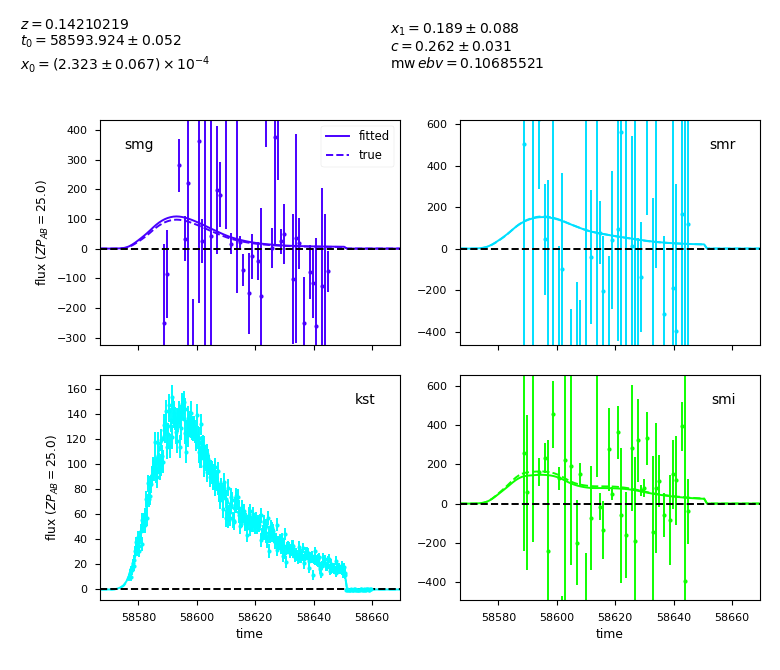 z = 0.14210219
t₀ = 58593.924 ± 0.052
x₀ = (2.323 ± 0.067) × 10⁻⁴
x₁ = 0.189 ± 0.088
c = 0.262 ± 0.031
mw ebv = 0.10685521
smg
fitted
true
400
300
200
100
0
−100
−200
−300
flux (ZP_AB = 25.0)
smr
600
400
200
0
−200
−400
kst
160
140
120
100
80
60
40
20
0
flux (ZP_AB = 25.0)
58580 58600 58620 58640 58660
time
smi
600
400
200
0
−200
−400
58580 58600 58620 58640 58660
time